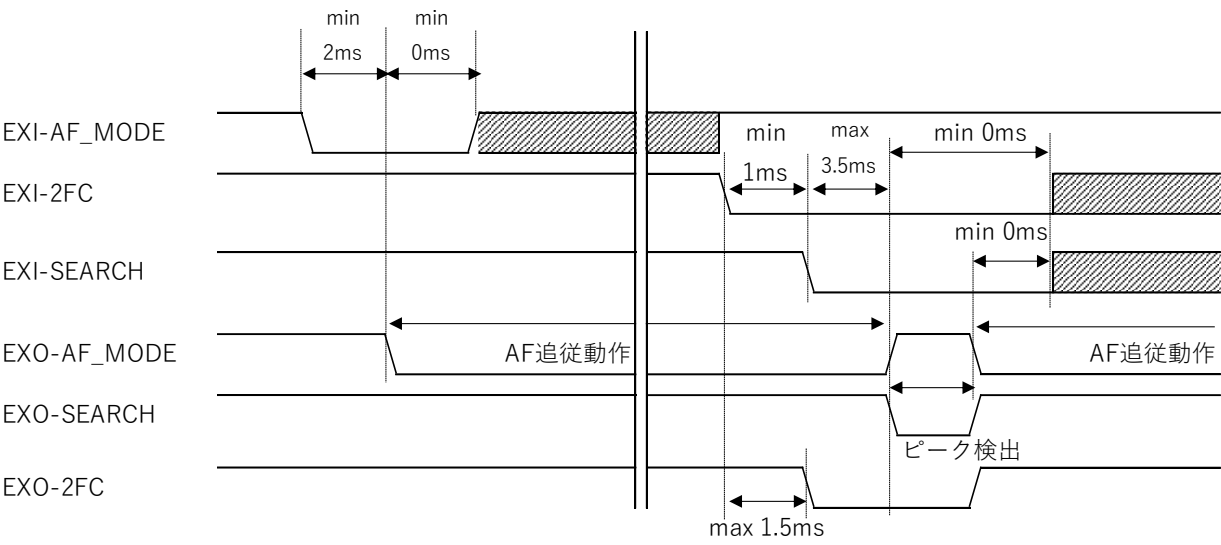 min min
2ms 0ms
EXI-AF_MODE
min max min 0ms
1ms 3.5ms
EXI-2FC
min 0ms
EXI-SEARCH
EXO-AF_MODE
AF追従動作 AF追従動作
EXO-SEARCH
ピーク検出
EXO-2FC
max 1.5ms